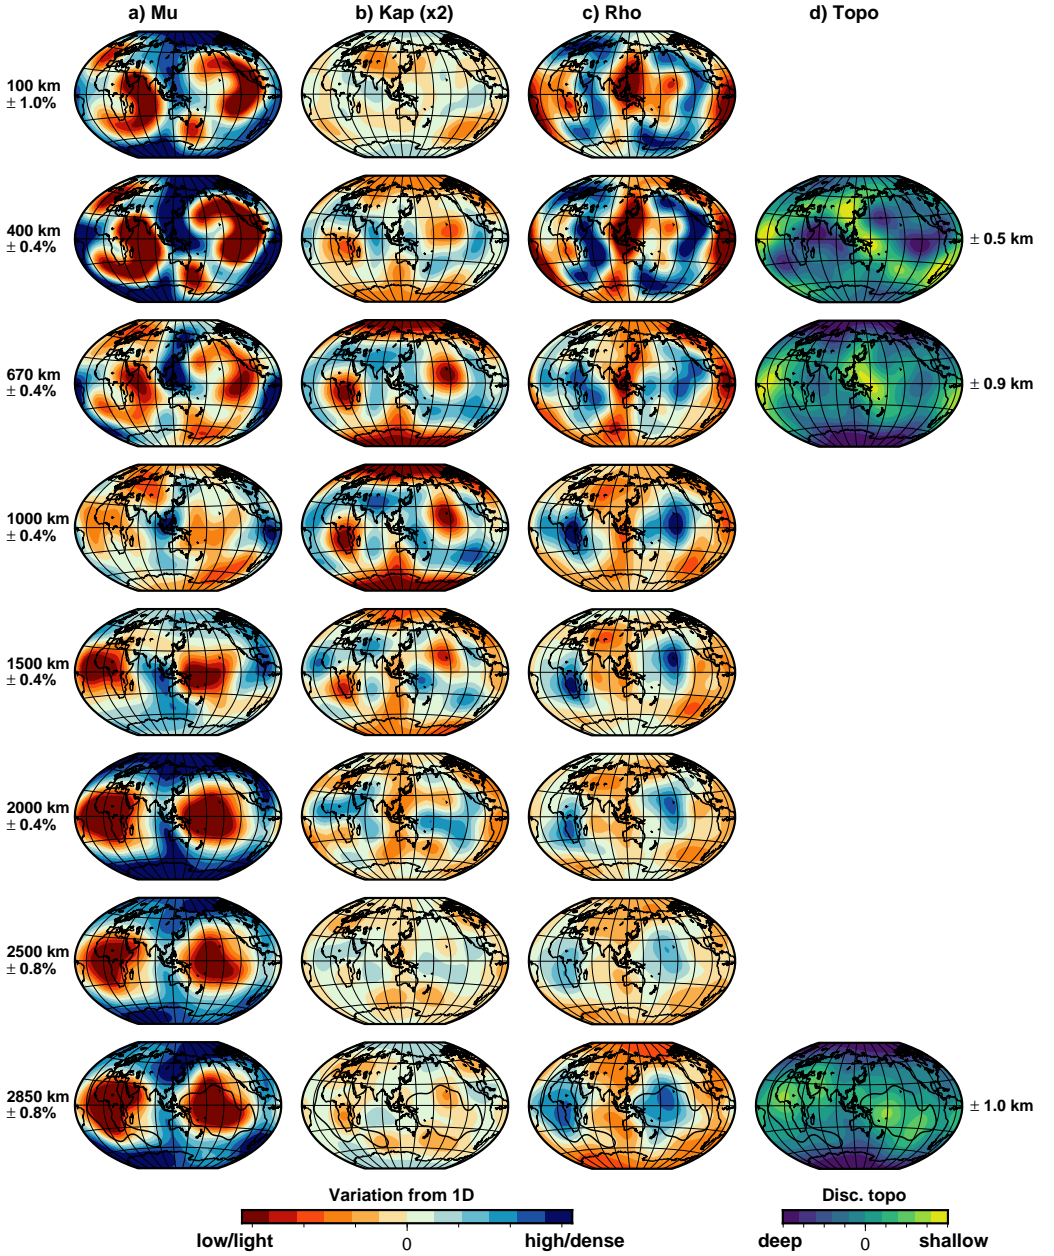 a) Mu b) Kap (x2) c) Rho d) Topo
100 km
± 1.0%
400 km
± 0.4%
± 0.5 km
670 km
± 0.4%
± 0.9 km
1000 km
± 0.4%
1500 km
± 0.4%
2000 km
± 0.4%
2500 km
± 0.8%
2850 km
± 0.8%
± 1.0 km
Variation from 1D
low/light 0 high/dense
Disc. topo
deep 0 shallow